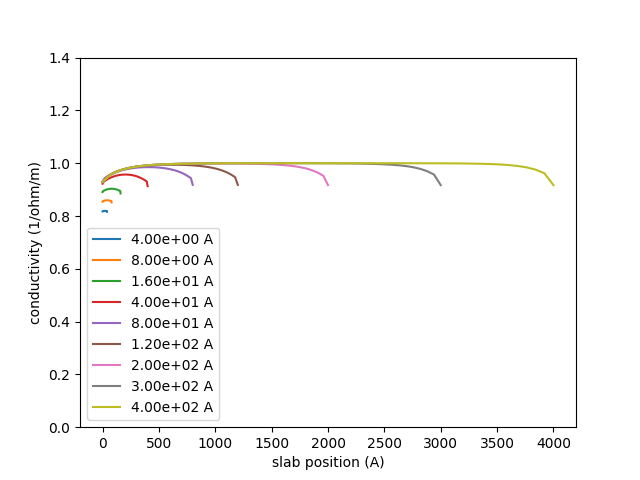 1.4
1.2
1.0
0.8
0.6
0.4
0.2
0.0
conductivity (1/ohm/m)
4.00e+00 A
8.00e+00 A
1.60e+01 A
4.00e+01 A
8.00e+01 A
1.20e+02 A
2.00e+02 A
3.00e+02 A
4.00e+02 A
0 500 1000 1500 2000 2500 3000 3500 4000
slab position (A)